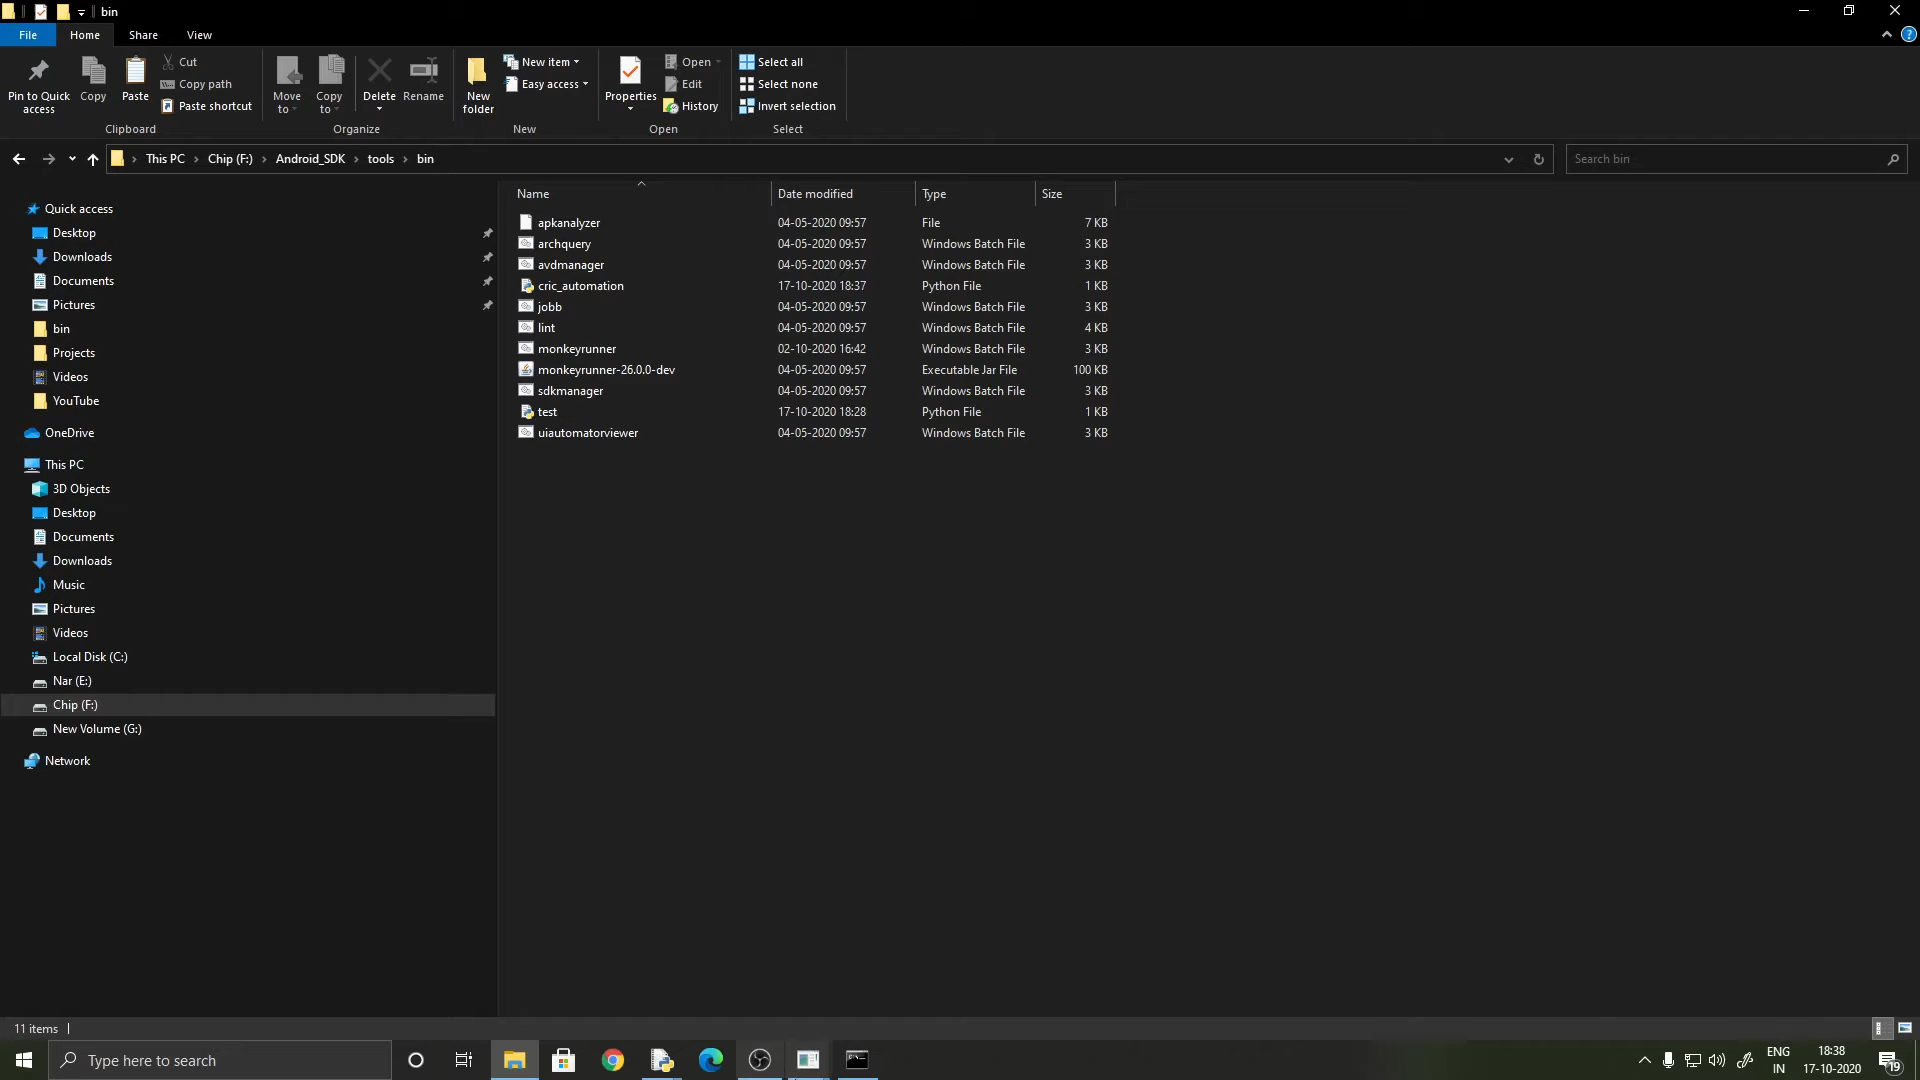 bin
File Home Share View
Pin to Quick access
Copy
Paste
Cut
Copy path
Paste shortcut
Clipboard
Move to
Copy to
Delete
Rename
Organize
New folder
New item
Easy access
New
Properties
Open
Edit
History
Open
Select all
Select none
Invert selection
Select
This PC › Chip (F:) › Android_SDK › tools › bin
Search bin
Quick access
Desktop
Downloads
Documents
Pictures
bin
Projects
Videos
YouTube
OneDrive
This PC
3D Objects
Desktop
Documents
Downloads
Music
Pictures
Videos
Local Disk (C:)
Nar (E:)
Chip (F:)
New Volume (G:)
Network
Name Date modified Type Size
apkanalyzer 04-05-2020 09:57 File 7 KB
archquery 04-05-2020 09:57 Windows Batch File 3 KB
avdmanager 04-05-2020 09:57 Windows Batch File 3 KB
cric_automation 17-10-2020 18:37 Python File 1 KB
jobb 04-05-2020 09:57 Windows Batch File 3 KB
lint 04-05-2020 09:57 Windows Batch File 4 KB
monkeyrunner 02-10-2020 16:42 Windows Batch File 3 KB
monkeyrunner-26.0.0-dev 04-05-2020 09:57 Executable Jar File 100 KB
sdkmanager 04-05-2020 09:57 Windows Batch File 3 KB
test 17-10-2020 18:28 Python File 1 KB
uiautomatorviewer 04-05-2020 09:57 Windows Batch File 3 KB
11 items
Type here to search
ENG
IN
18:38
17-10-2020
19